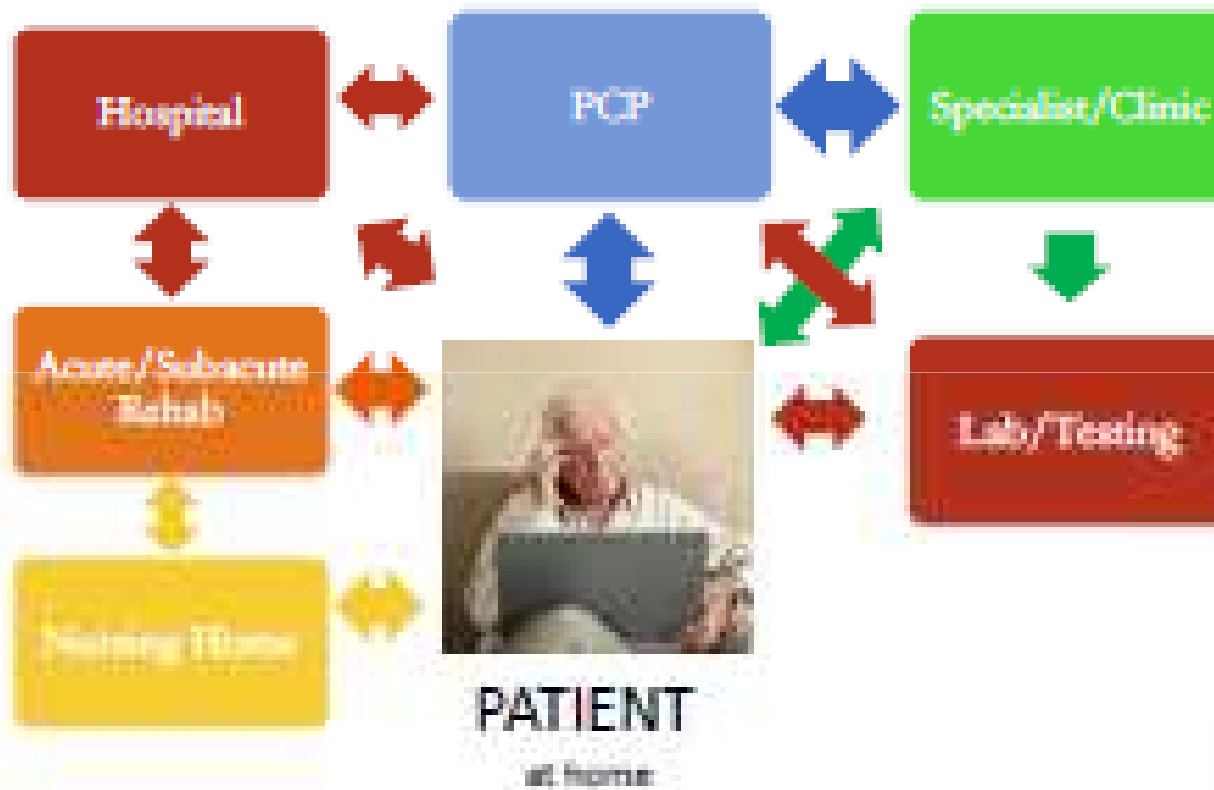 Hospital
PCP
Specialist/Clinic
Acute/Subacute
Rehab
Lab/Testing
Nursing Home
PATIENT
at home